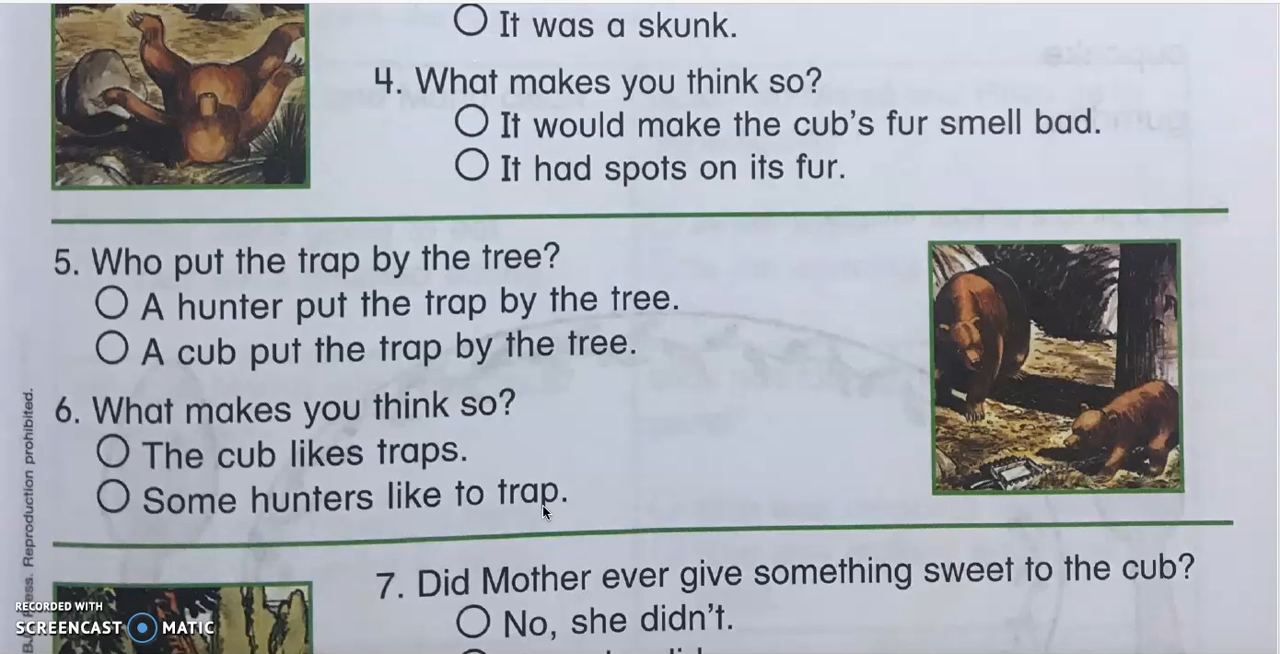 It was a skunk.
4. What makes you think so?
It would make the cub's fur smell bad.
It had spots on its fur.
5. Who put the trap by the tree?
A hunter put the trap by the tree.
A cub put the trap by the tree.
6. What makes you think so?
The cub likes traps.
Some hunters like to trap.
7. Did Mother ever give something sweet to the cub?
No, she didn't.
Reproduction prohibited.
RECORDED WITH
SCREENCAST MATIC